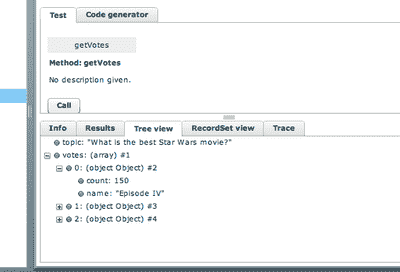 Test
Code generator
getVotes
Method: getVotes
No description given.
Call
Info
Results
Tree view
RecordSet view
Trace
topic: "What is the best Star Wars movie?"
votes: (array) #1
0: (object Object) #2
count: 150
name: "Episode IV"
1: (object Object) #3
2: (object Object) #4